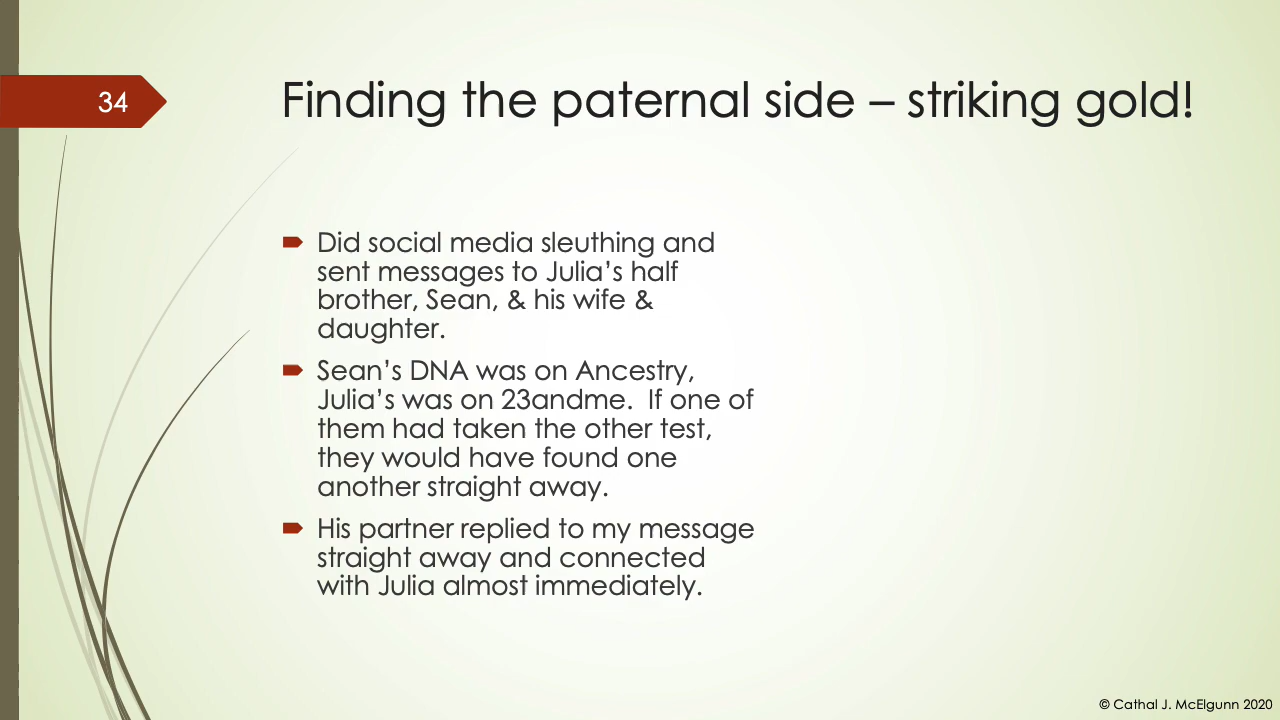 34
Finding the paternal side – striking gold!
Did social media sleuthing and
sent messages to Julia’s half
brother, Sean, & his wife &
daughter.
Sean’s DNA was on Ancestry,
Julia’s was on 23andme.  If one of
them had taken the other test,
they would have found one
another straight away.
His partner replied to my message
straight away and connected
with Julia almost immediately.
© Cathal J. McElgunn 2020